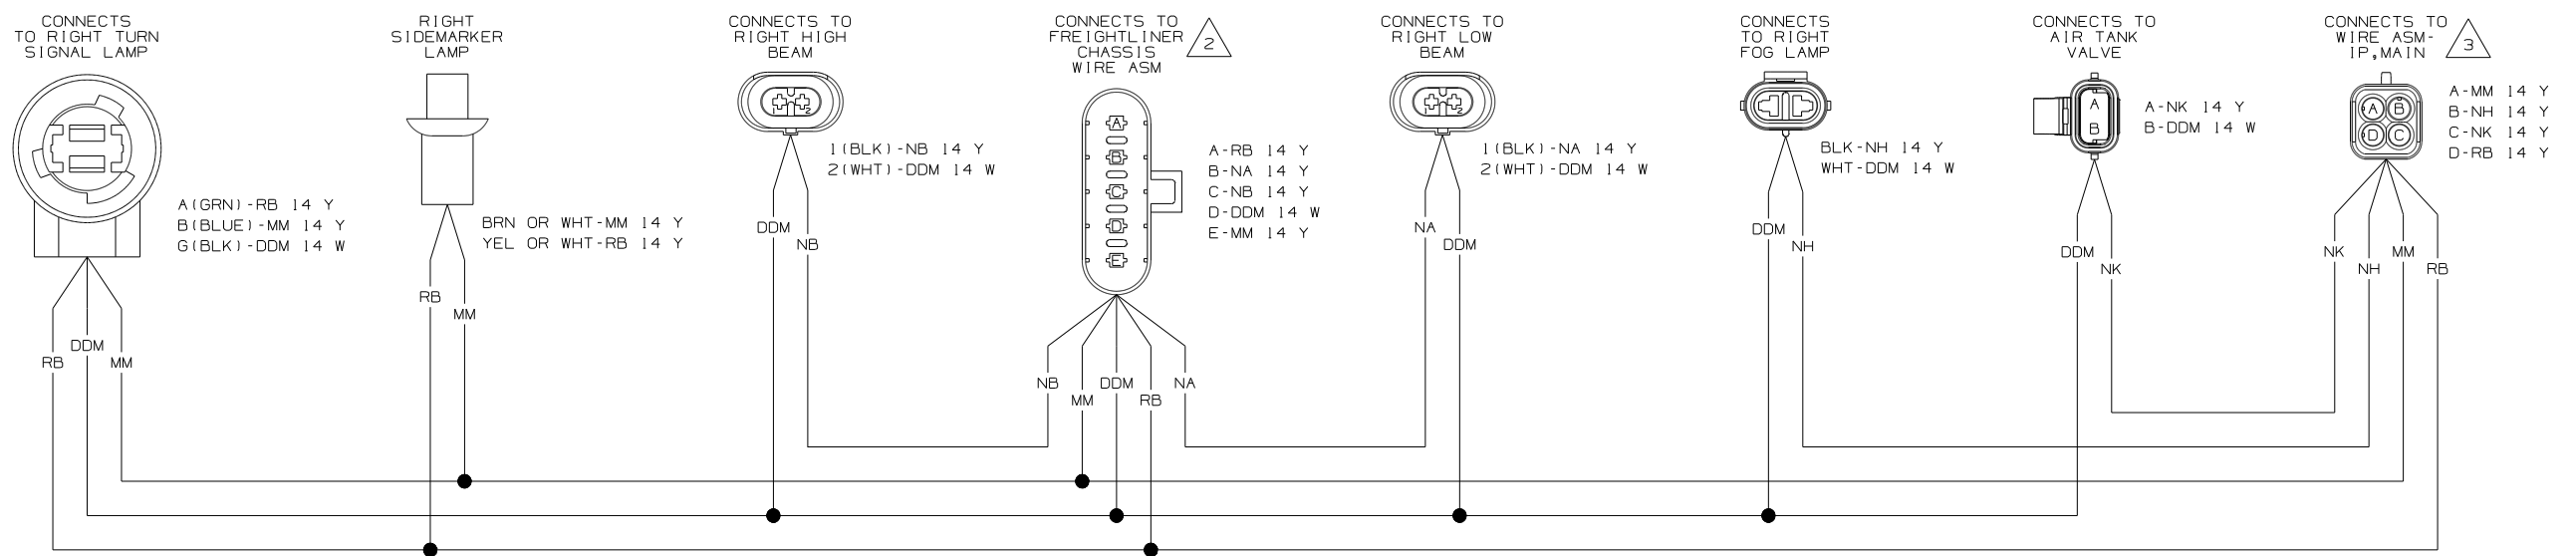 CONNECTS
TO RIGHT TURN
SIGNAL LAMP
A(GRN)-RB 14 Y
B(BLUE)-MM 14 Y
G(BLK)-DDM 14 W
RB
DDM
MM
RIGHT
SIDEMARKER
LAMP
BRN OR WHT-MM 14 Y
YEL OR WHT-RB 14 Y
RB
MM
CONNECTS TO
RIGHT HIGH
BEAM
1
2
1(BLK)-NB 14 Y
2(WHT)-DDM 14 W
DDM
NB
CONNECTS TO
FREIGHTLINER
CHASSIS
WIRE ASM
2
A
B
C
D
E
A-RB 14 Y
B-NA 14 Y
C-NB 14 Y
D-DDM 14 W
E-MM 14 Y
NB
MM
DDM
RB
NA
CONNECTS TO
RIGHT LOW
BEAM
1
2
1(BLK)-NA 14 Y
2(WHT)-DDM 14 W
NA
DDM
CONNECTS
TO RIGHT
FOG LAMP
BLK-NH 14 Y
WHT-DDM 14 W
DDM
NH
CONNECTS TO
AIR TANK
VALVE
A
B
A-NK 14 Y
B-DDM 14 W
DDM
NK
CONNECTS TO
WIRE ASM-
IP,MAIN
3
A B
D C
A-MM 14 Y
B-NH 14 Y
C-NK 14 Y
D-RB 14 Y
NK
NH
MM
RB